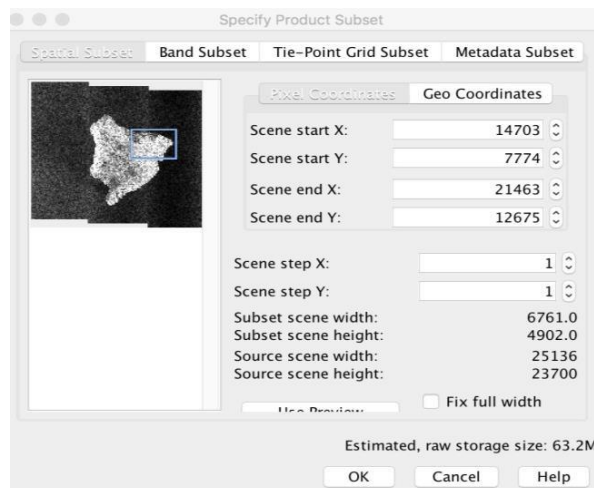 Specify Product Subset
Spatial Subset Band Subset Tie-Point Grid Subset Metadata Subset
Pixel Coordinates Geo Coordinates
Scene start X: 14703
Scene start Y: 7774
Scene end X: 21463
Scene end Y: 12675
Scene step X: 1
Scene step Y: 1
Subset scene width: 6761.0
Subset scene height: 4902.0
Source scene width: 25136
Source scene height: 23700
Use Preview Fix full width
Estimated, raw storage size: 63.2M
OK Cancel Help